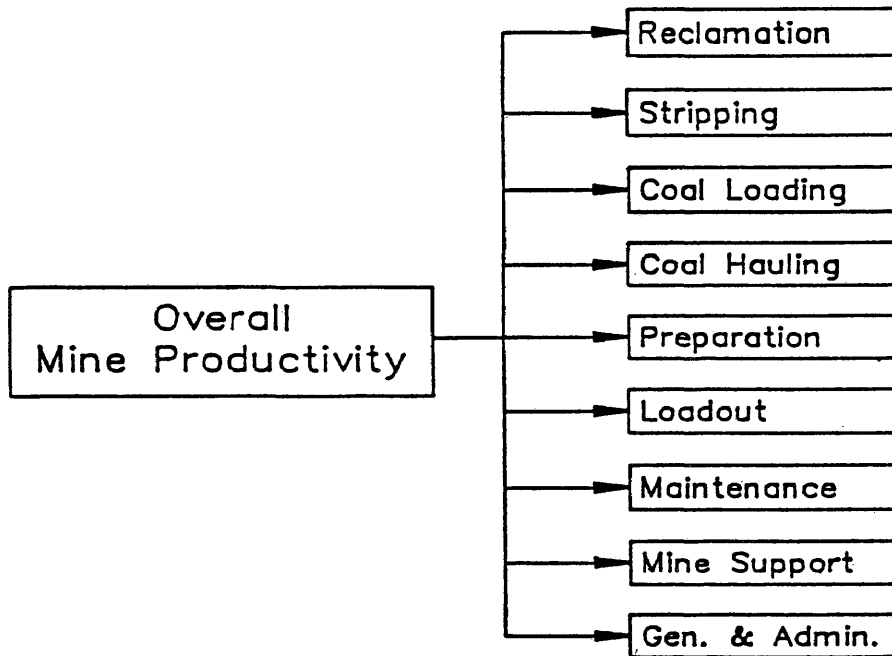 Reclamation
Stripping
Coal Loading
Coal Hauling
Overall
Mine Productivity
Preparation
Loadout
Maintenance
Mine Support
Gen. & Admin.